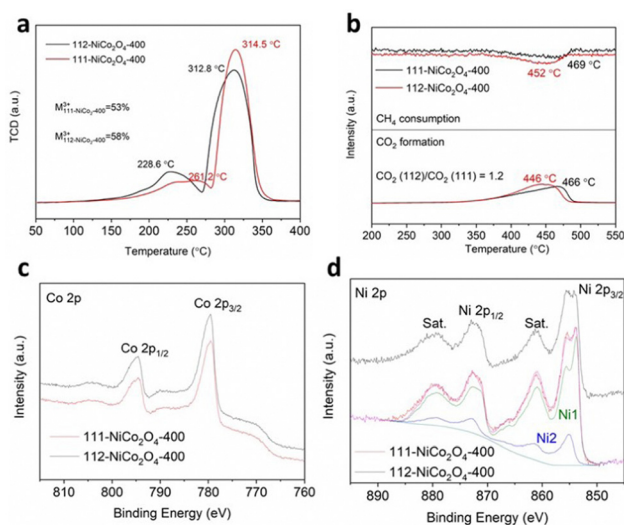 a
112-NiCo₂O₄-400
111-NiCo₂O₄-400
314.5 °C
312.8 °C
M³⁺₁₁₁₋NiCo₂₋₄₀₀=53%
M³⁺₁₁₂₋NiCo₂₋₄₀₀=58%
228.6 °C
261.2 °C
TCD (a.u.)
50 100 150 200 250 300 350 400
Temperature (°C)
b
469 °C
452 °C
111-NiCo₂O₄-400
112-NiCo₂O₄-400
CH₄ consumption
CO₂ formation
CO₂ (112)/CO₂ (111) = 1.2
446 °C
466 °C
Intensity (a.u.)
200 250 300 350 400 450 500 550
Temperature (°C)
c
Co 2p
Co 2p₃/₂
Co 2p₁/₂
111-NiCo₂O₄-400
112-NiCo₂O₄-400
Intensity (a.u.)
810 800 790 780 770 760
Binding Energy (eV)
d
Ni 2p
Ni 2p₃/₂
Ni 2p₁/₂
Sat.
Sat.
Ni1
Ni2
111-NiCo₂O₄-400
112-NiCo₂O₄-400
Intensity (a.u.)
895 880 865 850
Binding Energy (eV)